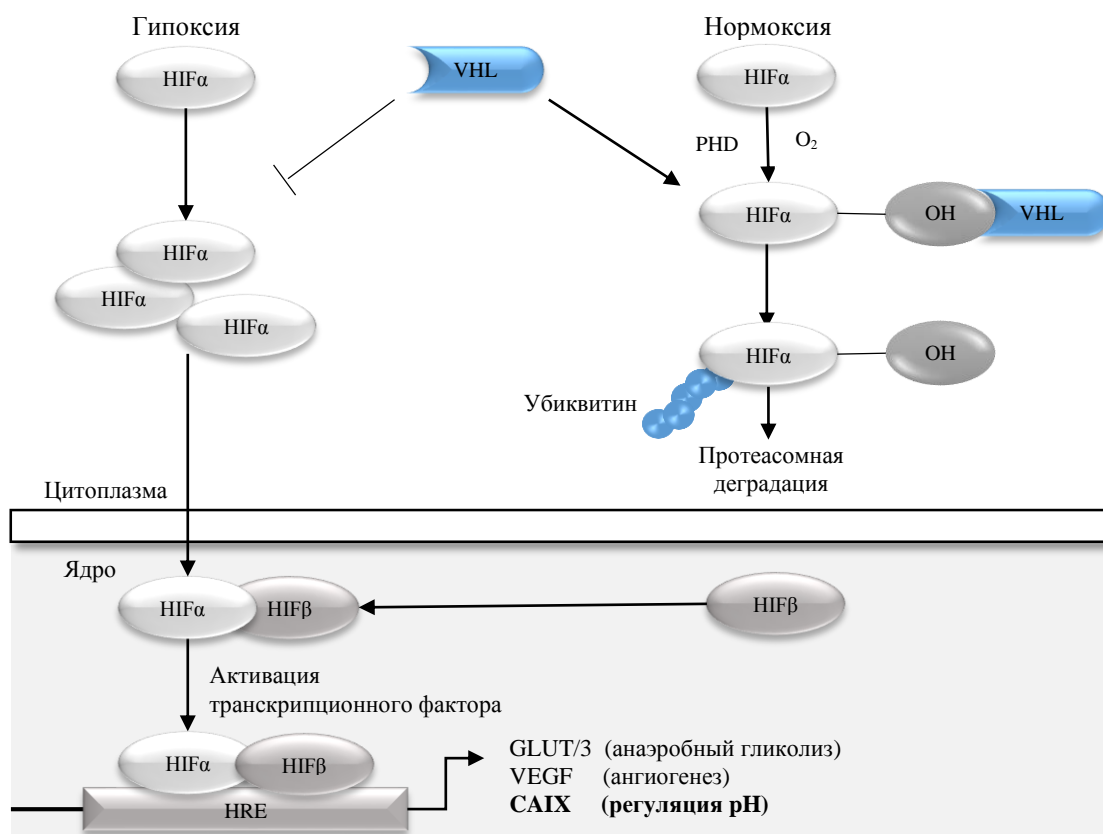 Гипоксия
Нормоксия
HIFα
VHL
HIFα
PHD
O₂
HIFα
OH
VHL
HIFα
HIFα
HIFα
HIFα
OH
Убиквитин
Протеасомная
деградация
Цитоплазма
Ядро
HIFα
HIFβ
HIFβ
Активация
транскрипционного фактора
HIFα
HIFβ
HRE
GLUT/3 (анаэробный гликолиз)
VEGF (ангиогенез)
CAIX (регуляция pH)